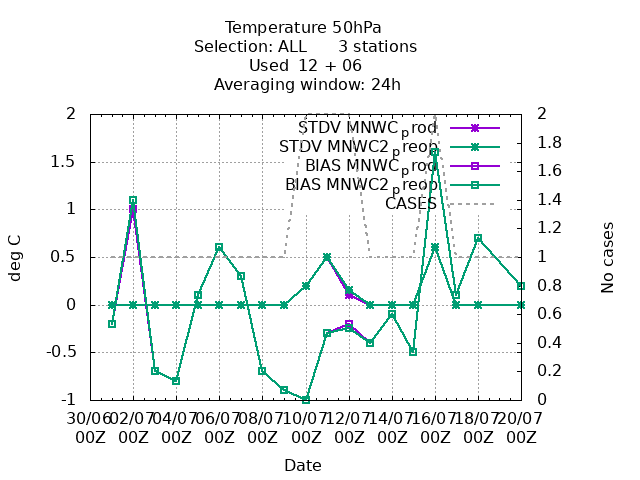 Temperature 50hPa
Selection: ALL 3 stations
Used 12 + 06
Averaging window: 24h
STDV MNWC_prod
STDV MNWC2_preop
BIAS MNWC_prod
BIAS MNWC2_preop
CASES
2
1.5
1
0.5
0
-0.5
-1
deg C
2
1.8
1.6
1.4
1.2
1
0.8
0.6
0.4
0.2
0
No cases
30/06 02/07 04/07 06/07 08/07 10/07 12/07 14/07 16/07 18/07 20/07
00Z 00Z 00Z 00Z 00Z 00Z 00Z 00Z 00Z 00Z 00Z
Date